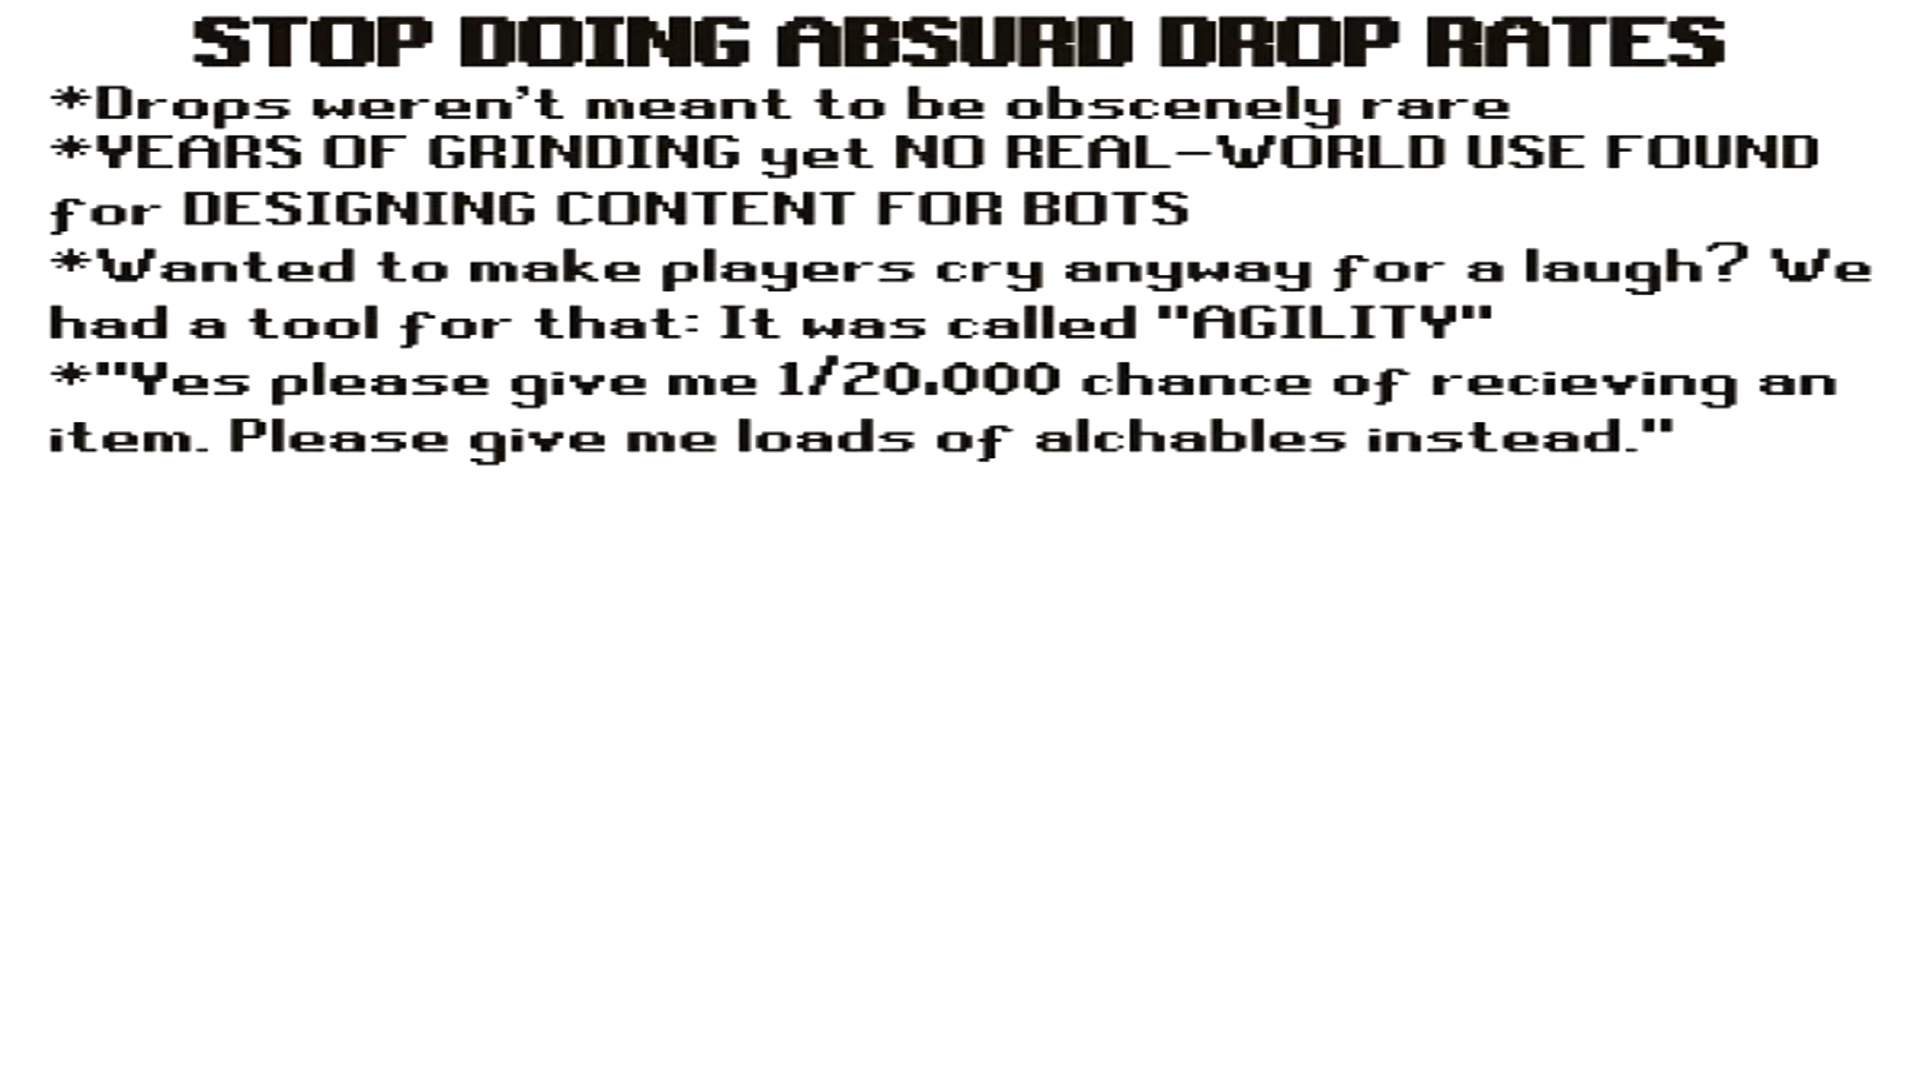 STOP DOING ABSURD DROP RATES
*Drops weren't meant to be obscenely rare
*YEARS OF GRINDING yet NO REAL-WORLD USE FOUND
for DESIGNING CONTENT FOR BOTS
*Wanted to make players cry anyway for a laugh? We
had a tool for that: It was called "AGILITY"
*"Yes please give me 1/20.000 chance of recieving an
item. Please give me loads of alchables instead."